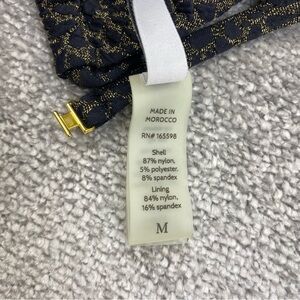 MADE IN
MOROCCO
RN# 165598
Shell
87% nylon,
5% polyester,
8% spandex
Lining
84% nylon,
16% spandex
M